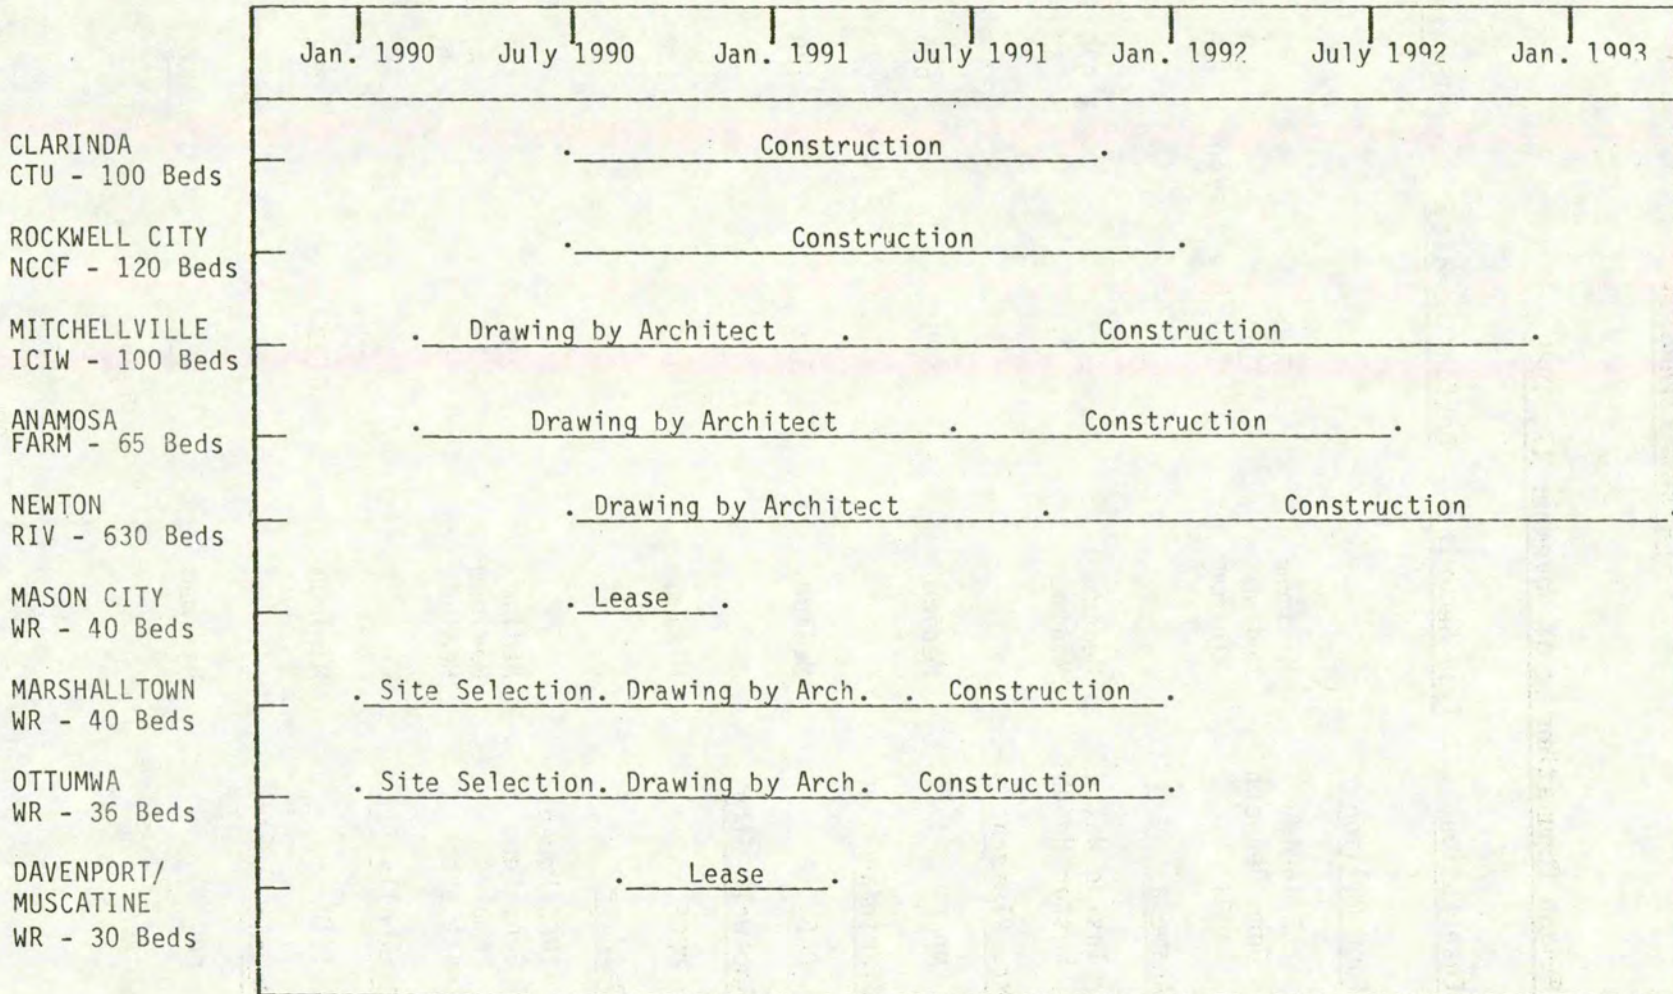 Jan. 1990 July 1990 Jan. 1991 July 1991 Jan. 1992 July 1992 Jan. 1993
CLARINDA
CTU - 100 Beds
. Construction .
ROCKWELL CITY
NCCF - 120 Beds
. Construction .
MITCHELLVILLE
ICIW - 100 Beds
. Drawing by Architect . Construction .
ANAMOSA
FARM - 65 Beds
. Drawing by Architect . Construction .
NEWTON
RIV - 630 Beds
. Drawing by Architect . Construction .
MASON CITY
WR - 40 Beds
. Lease .
MARSHALLTOWN
WR - 40 Beds
. Site Selection. Drawing by Arch. . Construction .
OTTUMWA
WR - 36 Beds
. Site Selection. Drawing by Arch. Construction .
DAVENPORT/
MUSCATINE
WR - 30 Beds
. Lease .